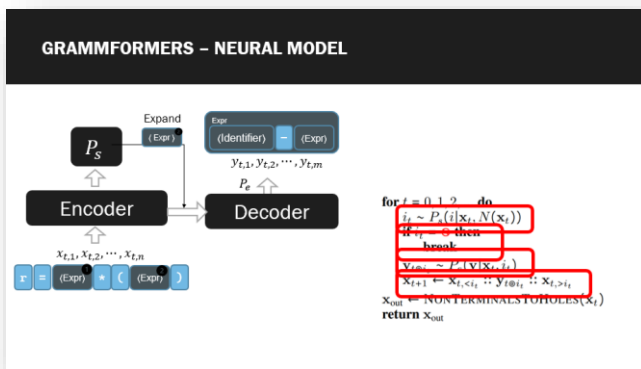 GRAMMFORMERS – NEURAL MODEL
Expand
⟨Expr⟩
P_s
Expr
⟨Identifier⟩ - ⟨Expr⟩
y_{t,1}, y_{t,2}, ⋯, y_{t,m}
P_e
Encoder
Decoder
x_{t,1}, x_{t,2}, ⋯, x_{t,n}
r = ⟨Expr⟩ 1 * ( ⟨Expr⟩ 2 )
for t = 0, 1, 2, do
i_t ~ P_s(i|x_t, N(x_t))
if i_t = then
break
y_{t⊚i_t} ~ P_e(y|x_t, i_t)
x_{t+1} ← x_{t,<i_t} :: y_{t⊚i_t} :: x_{t,>i_t}
x_out ← NONTERMINALSTOHOLES(x_t)
return x_out